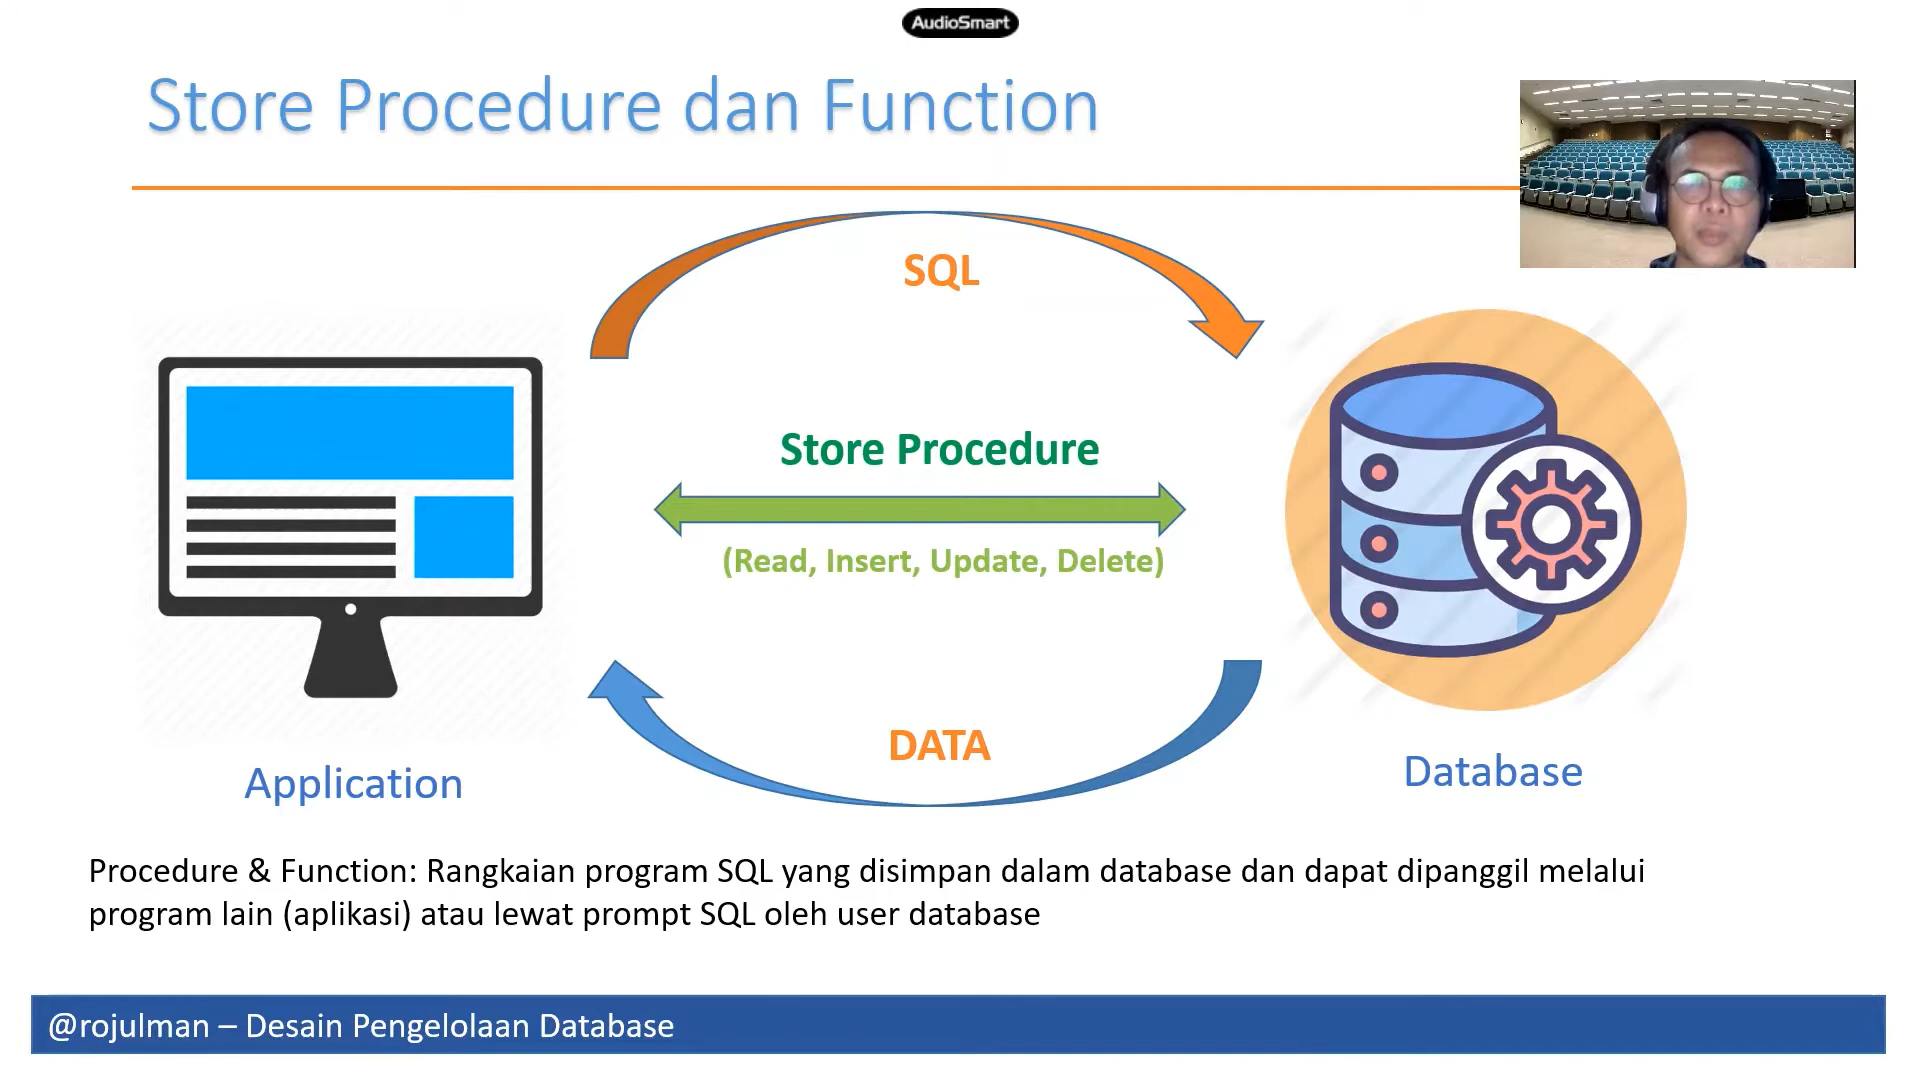 AudioSmart
Store Procedure dan Function
SQL
Store Procedure
(Read, Insert, Update, Delete)
DATA
Application
Database
Procedure & Function: Rangkaian program SQL yang disimpan dalam database dan dapat dipanggil melalui
program lain (aplikasi) atau lewat prompt SQL oleh user database
@rojulman – Desain Pengelolaan Database